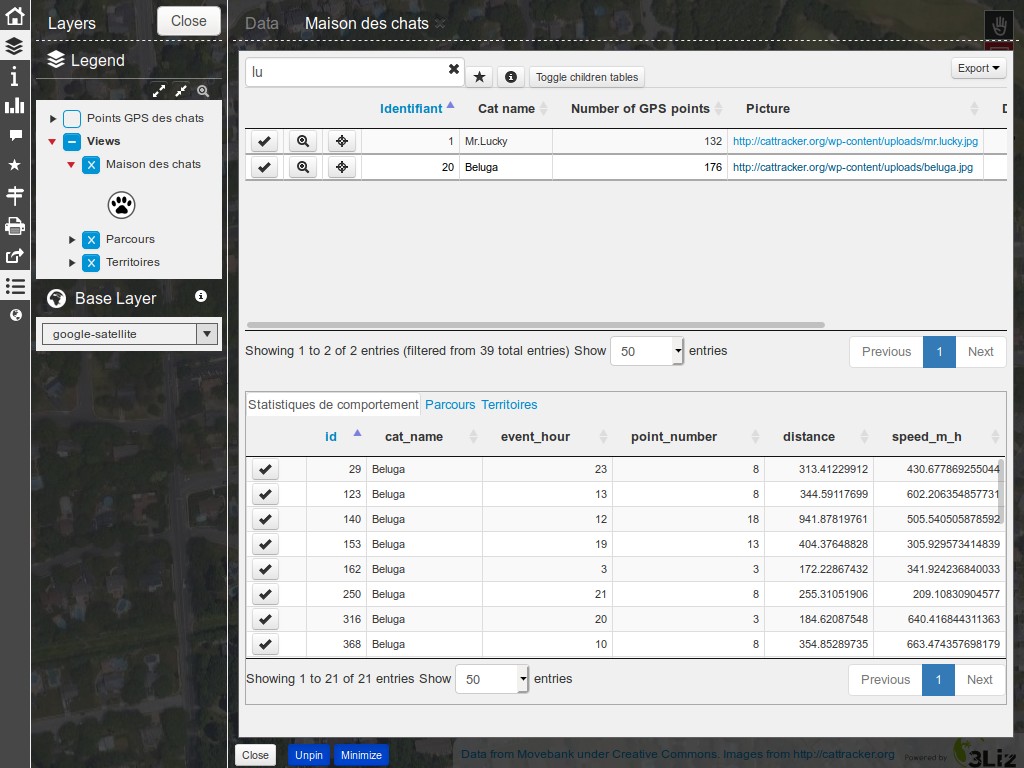 Layers
Close
Data
Maison des chats
Legend
Points GPS des chats
Views
Maison des chats
Parcours
Territoires
Base Layer
google-satellite
lu
Toggle children tables
Export
Identifiant Cat name Number of GPS points Picture D
1 Mr.Lucky 132 http://cattracker.org/wp-content/uploads/mr.lucky.jpg
20 Beluga 176 http://cattracker.org/wp-content/uploads/beluga.jpg
Showing 1 to 2 of 2 entries (filtered from 39 total entries) Show 50 entries
Previous 1 Next
Statistiques de comportement Parcours Territoires
id cat_name event_hour point_number distance speed_m_h
29 Beluga 23 8 313.41229912 430.677869255044
123 Beluga 13 8 344.59117699 602.206354857731
140 Beluga 12 18 941.87819761 505.540505878592
153 Beluga 19 13 404.37648828 305.929573414839
162 Beluga 3 3 172.22867432 341.924236840033
250 Beluga 21 8 255.31051906 209.10830904577
316 Beluga 20 3 184.62087548 640.416844311363
368 Beluga 10 8 354.85289735 663.474357698179
Showing 1 to 21 of 21 entries Show 50 entries
Previous 1 Next
Close Unpin Minimize
Data from Movebank under Creative Commons. Images from http://cattracker.org
Powered by 3Liz